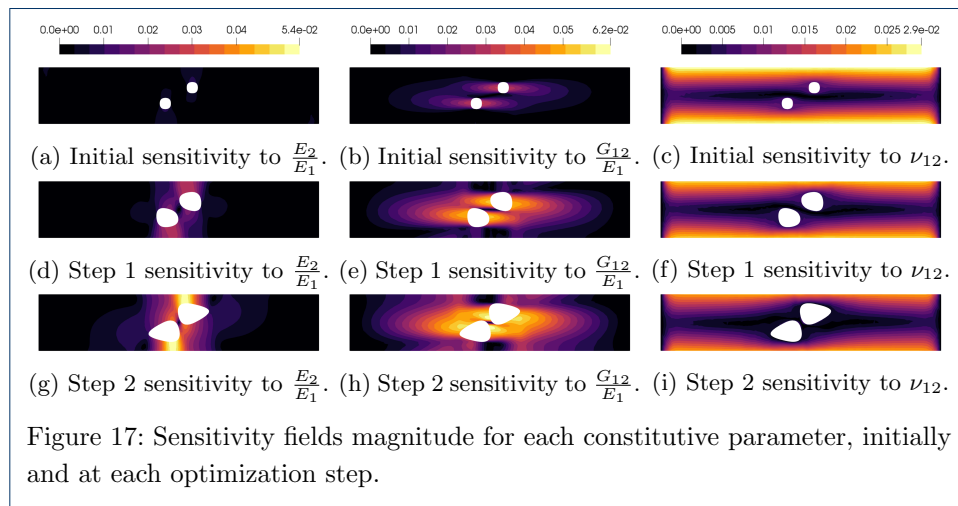 0.0e+00 0.01 0.02 0.03 0.04 5.4e-02
0.0e+00 0.01 0.02 0.03 0.04 0.05 6.2e-02
0.0e+00 0.005 0.01 0.015 0.02 0.025 2.9e-02
(a) Initial sensitivity to E₂/E₁.
(b) Initial sensitivity to G₁₂/E₁.
(c) Initial sensitivity to ν₁₂.
(d) Step 1 sensitivity to E₂/E₁.
(e) Step 1 sensitivity to G₁₂/E₁.
(f) Step 1 sensitivity to ν₁₂.
(g) Step 2 sensitivity to E₂/E₁.
(h) Step 2 sensitivity to G₁₂/E₁.
(i) Step 2 sensitivity to ν₁₂.
Figure 17: Sensitivity fields magnitude for each constitutive parameter, initially
and at each optimization step.